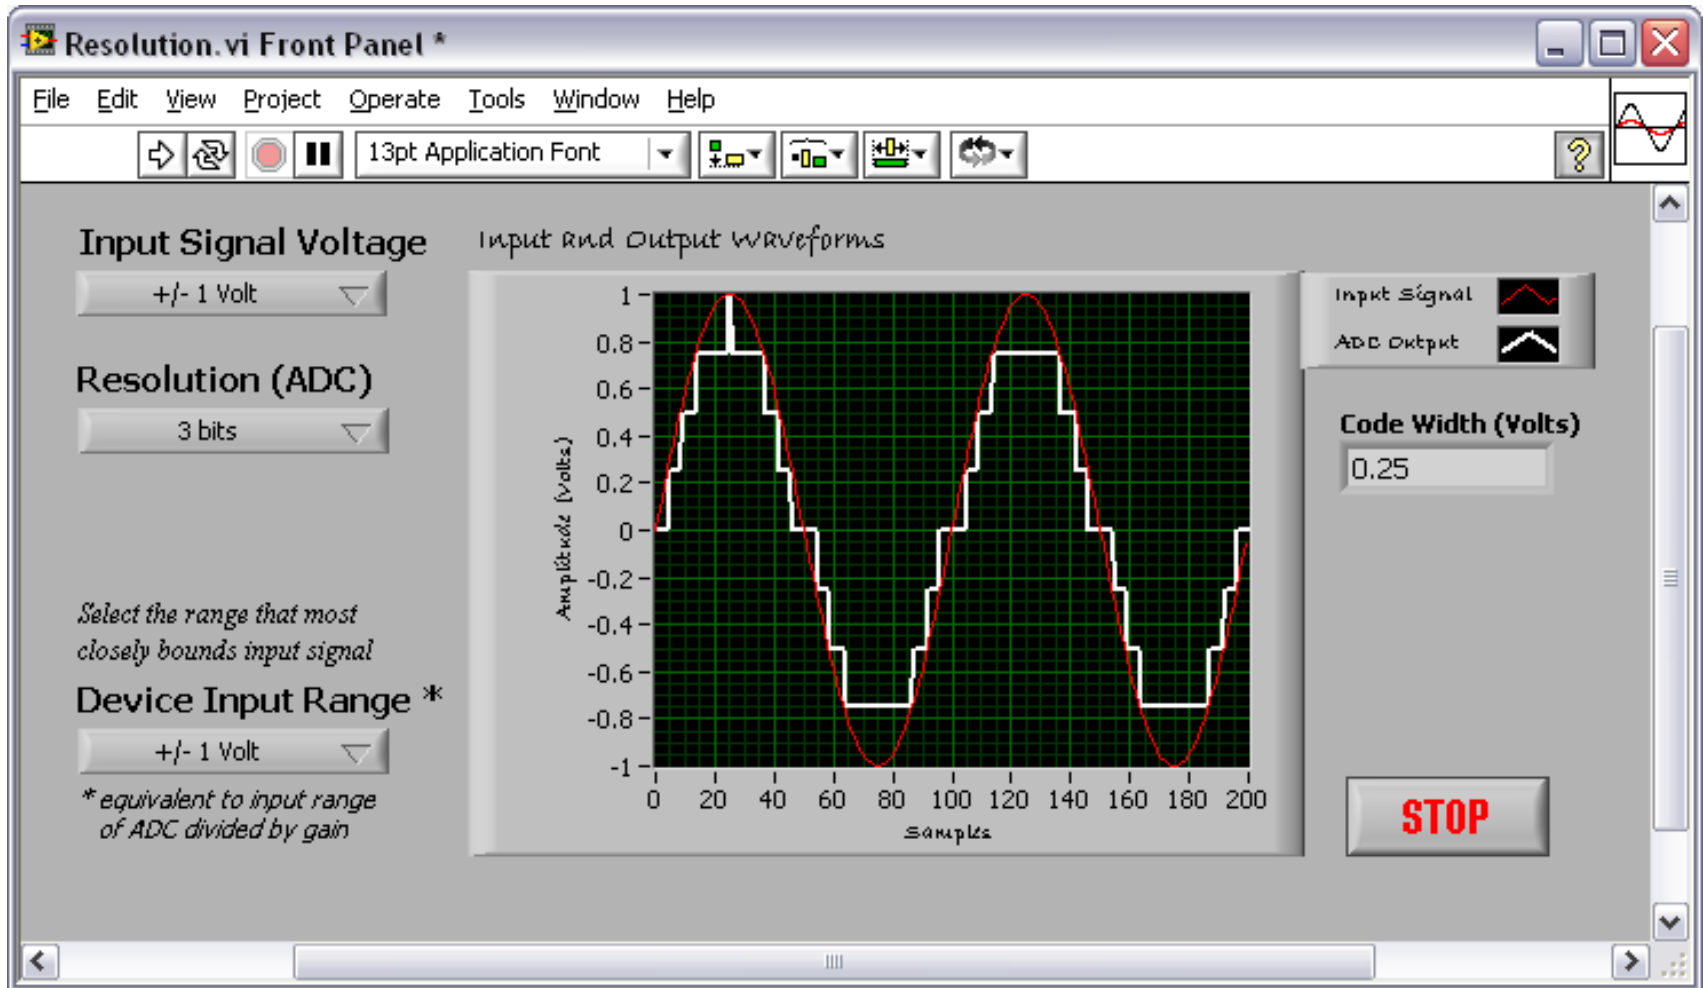 Resolution.vi Front Panel *
File Edit View Project Operate Tools Window Help
13pt Application Font
?
Input Signal Voltage
+/- 1 Volt
Resolution (ADC)
3 bits
Select the range that most
closely bounds input signal
Device Input Range *
+/- 1 Volt
* equivalent to input range
of ADC divided by gain
Input and Output Waveforms
Amplitude (Volts)
1
0.8
0.6
0.4
0.2
0
-0.2
-0.4
-0.6
-0.8
-1
0 20 40 60 80 100 120 140 160 180 200
Samples
Input Signal
ADC Output
Code Width (Volts)
0.25
STOP